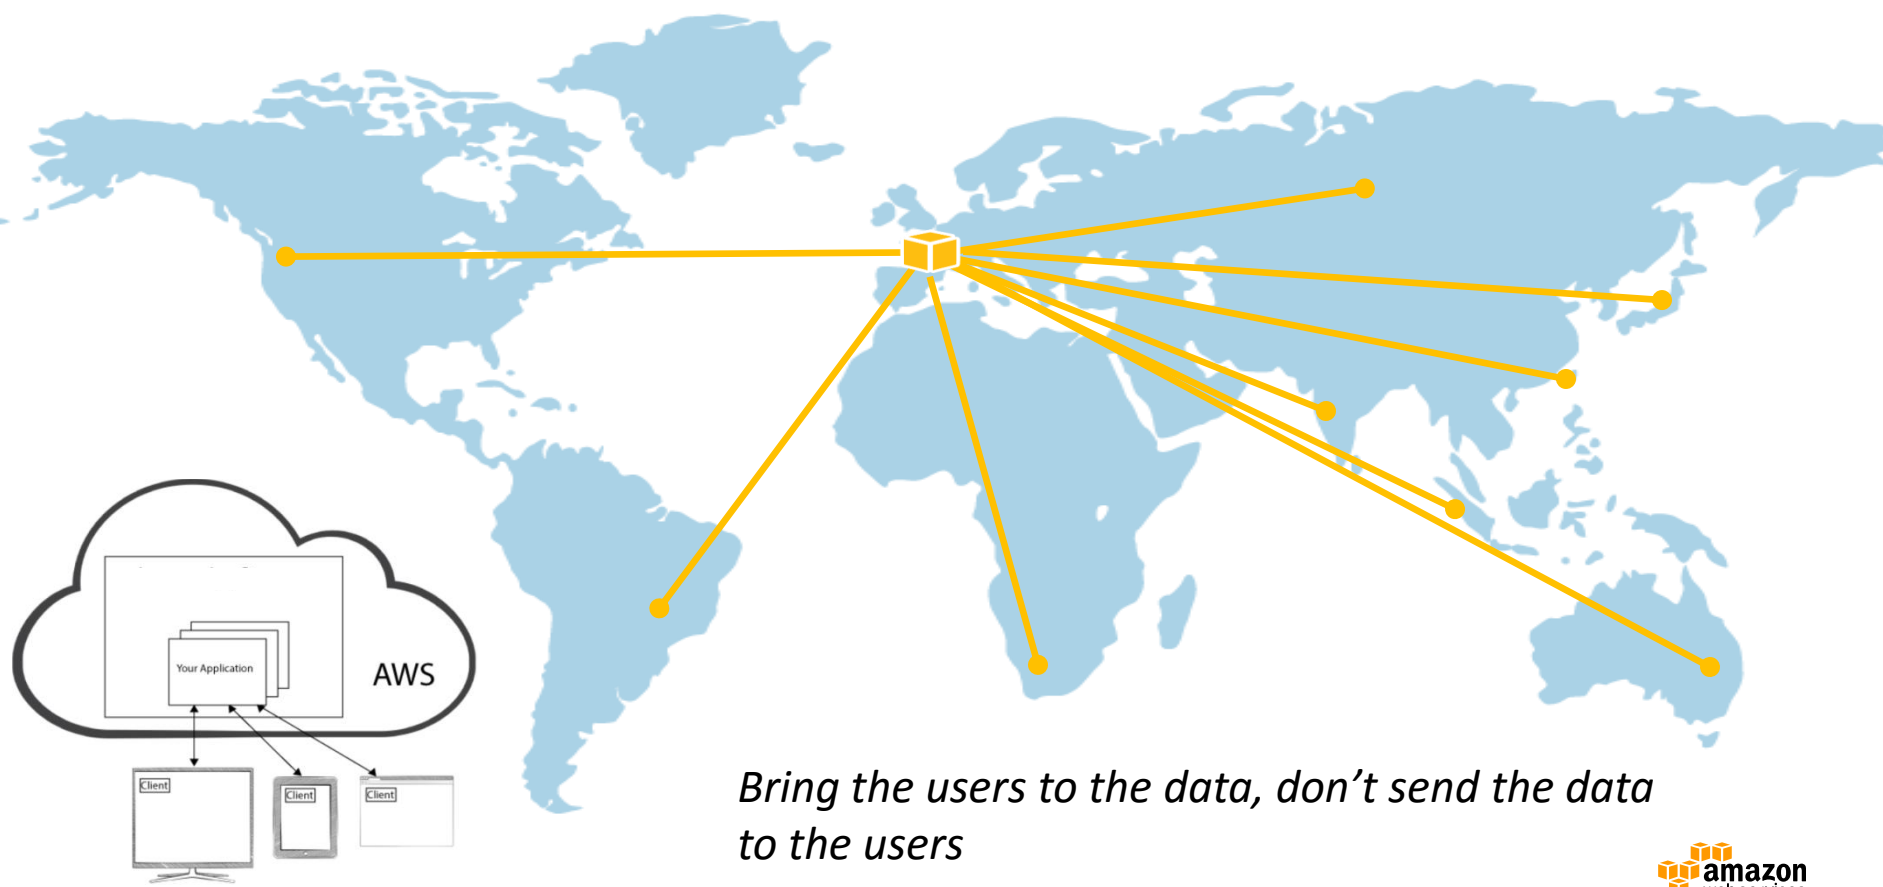 Your Application
AWS
Client
Client
Client
Bring the users to the data, don’t send the data
to the users
amazon